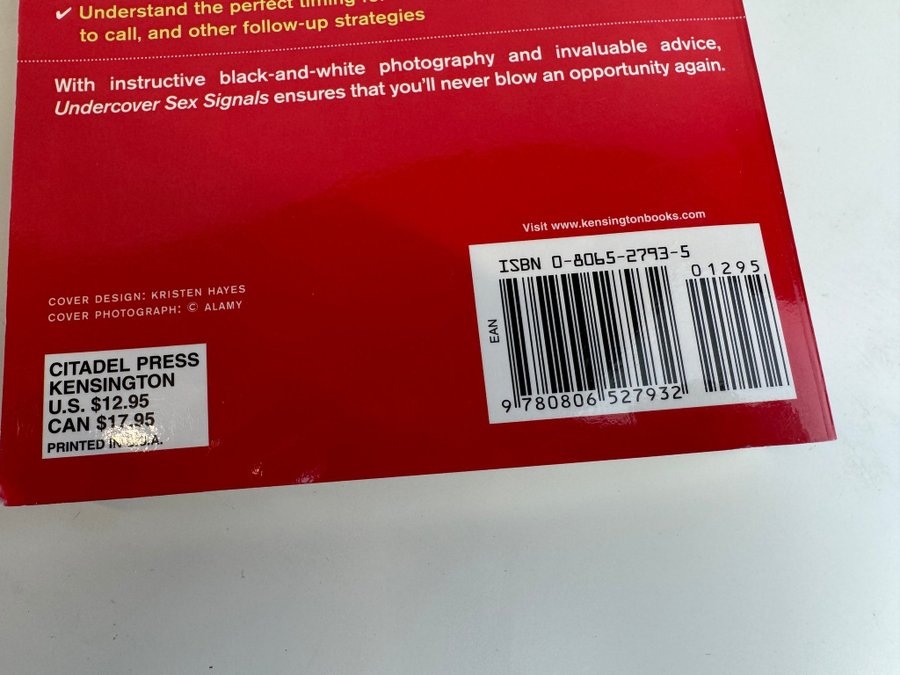 ✓ Understand the perfect timing
to call, and other follow-up strategies
With instructive black-and-white photography and invaluable advice,
Undercover Sex Signals ensures that you'll never blow an opportunity again.
Visit www.kensingtonbooks.com
ISBN 0-8065-2793-5
01295
EAN
9 780806 527932
COVER DESIGN: KRISTEN HAYES
COVER PHOTOGRAPH: © ALAMY
CITADEL PRESS
KENSINGTON
U.S. $12.95
CAN $17.95
PRINTED IN U.S.A.